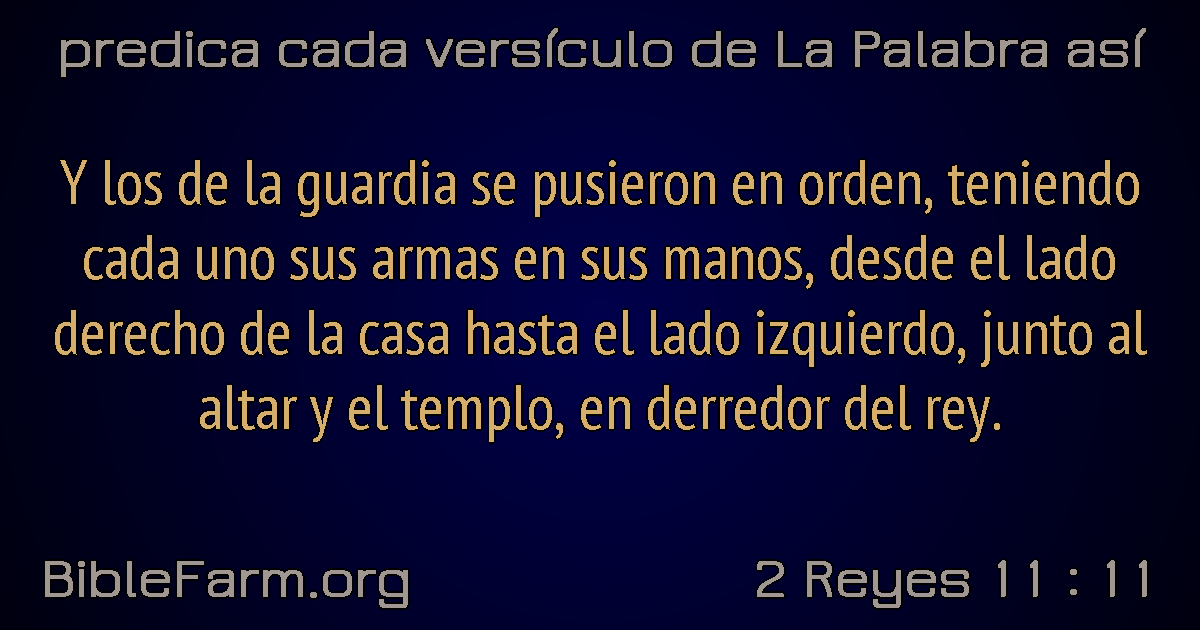 predica cada versículo de La Palabra así
Y los de la guardia se pusieron en orden, teniendo
cada uno sus armas en sus manos, desde el lado
derecho de la casa hasta el lado izquierdo, junto al
altar y el templo, en derredor del rey.
BibleFarm.org
2 Reyes 11 : 11